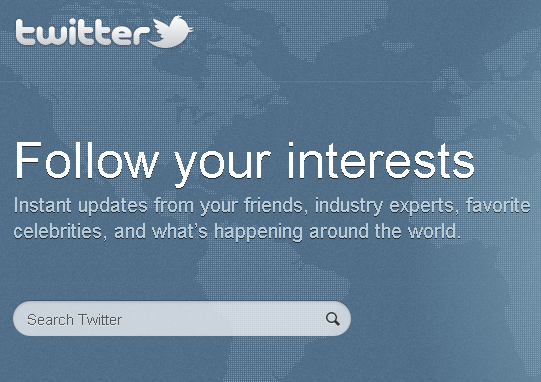 twitter
Follow your interests
Instant updates from your friends, industry experts, favorite
celebrities, and what's happening around the world.
Search Twitter